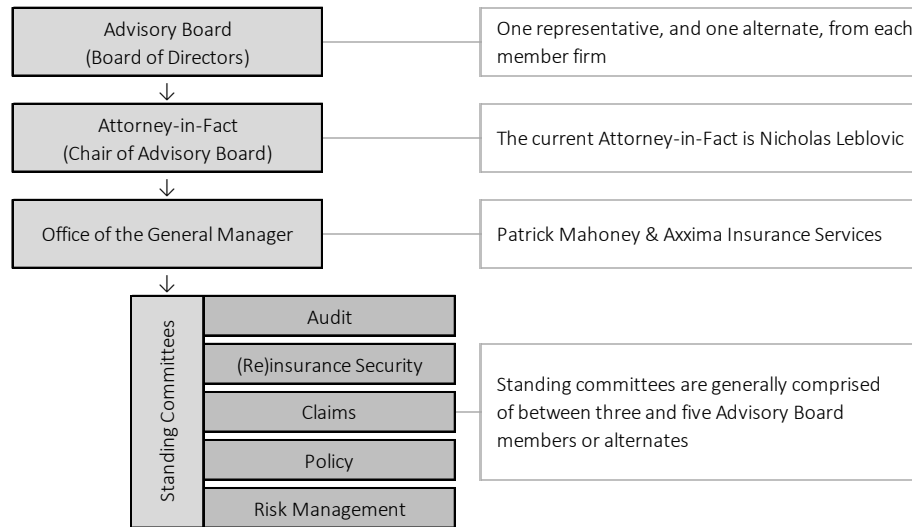 Advisory Board
(Board of Directors)
One representative, and one alternate, from each
member firm
Attorney-in-Fact
(Chair of Advisory Board)
The current Attorney-in-Fact is Nicholas Leblovic
Office of the General Manager
Patrick Mahoney & Axxima Insurance Services
Standing Committees
Audit
(Re)insurance Security
Claims
Policy
Risk Management
Standing committees are generally comprised
of between three and five Advisory Board
members or alternates